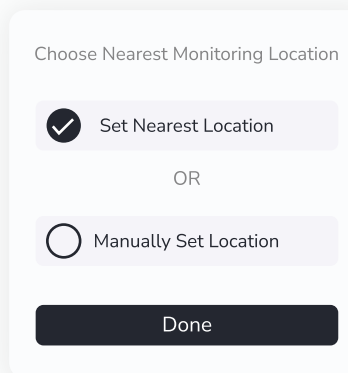 Choose Nearest Monitoring Location
Set Nearest Location
OR
Manually Set Location
Done